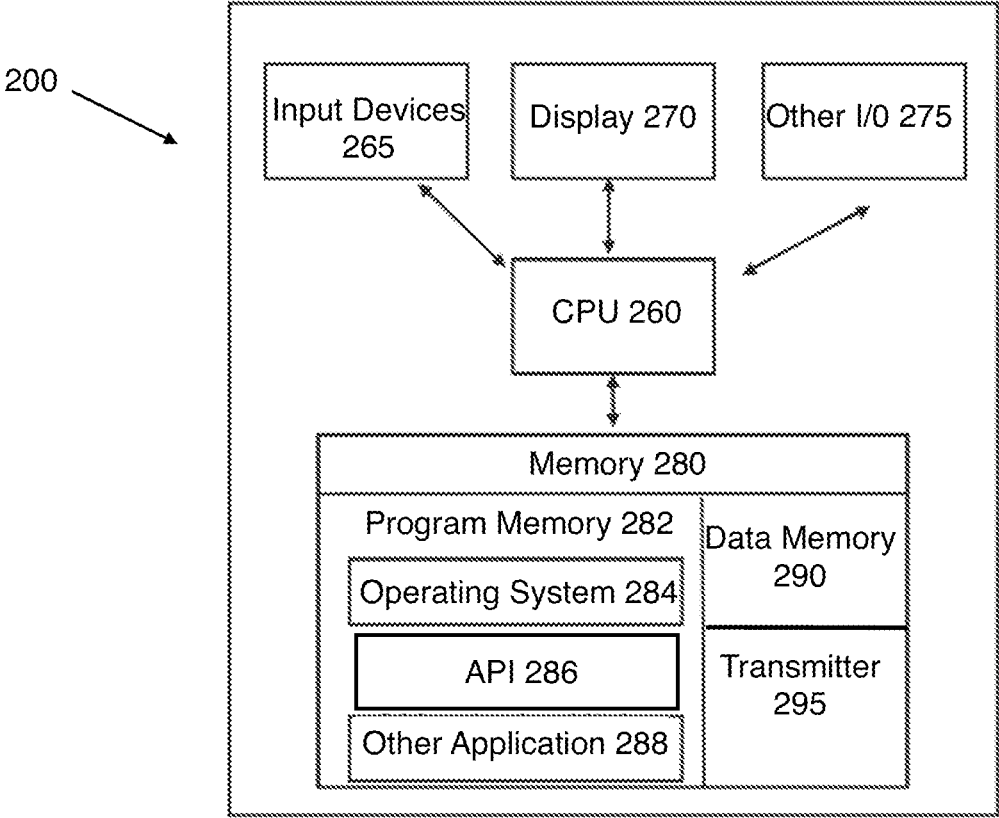 200
Input Devices
265
Display 270
Other I/0 275
CPU 260
Memory 280
Program Memory 282
Operating System 284
API 286
Other Application 288
Data Memory
290
Transmitter
295